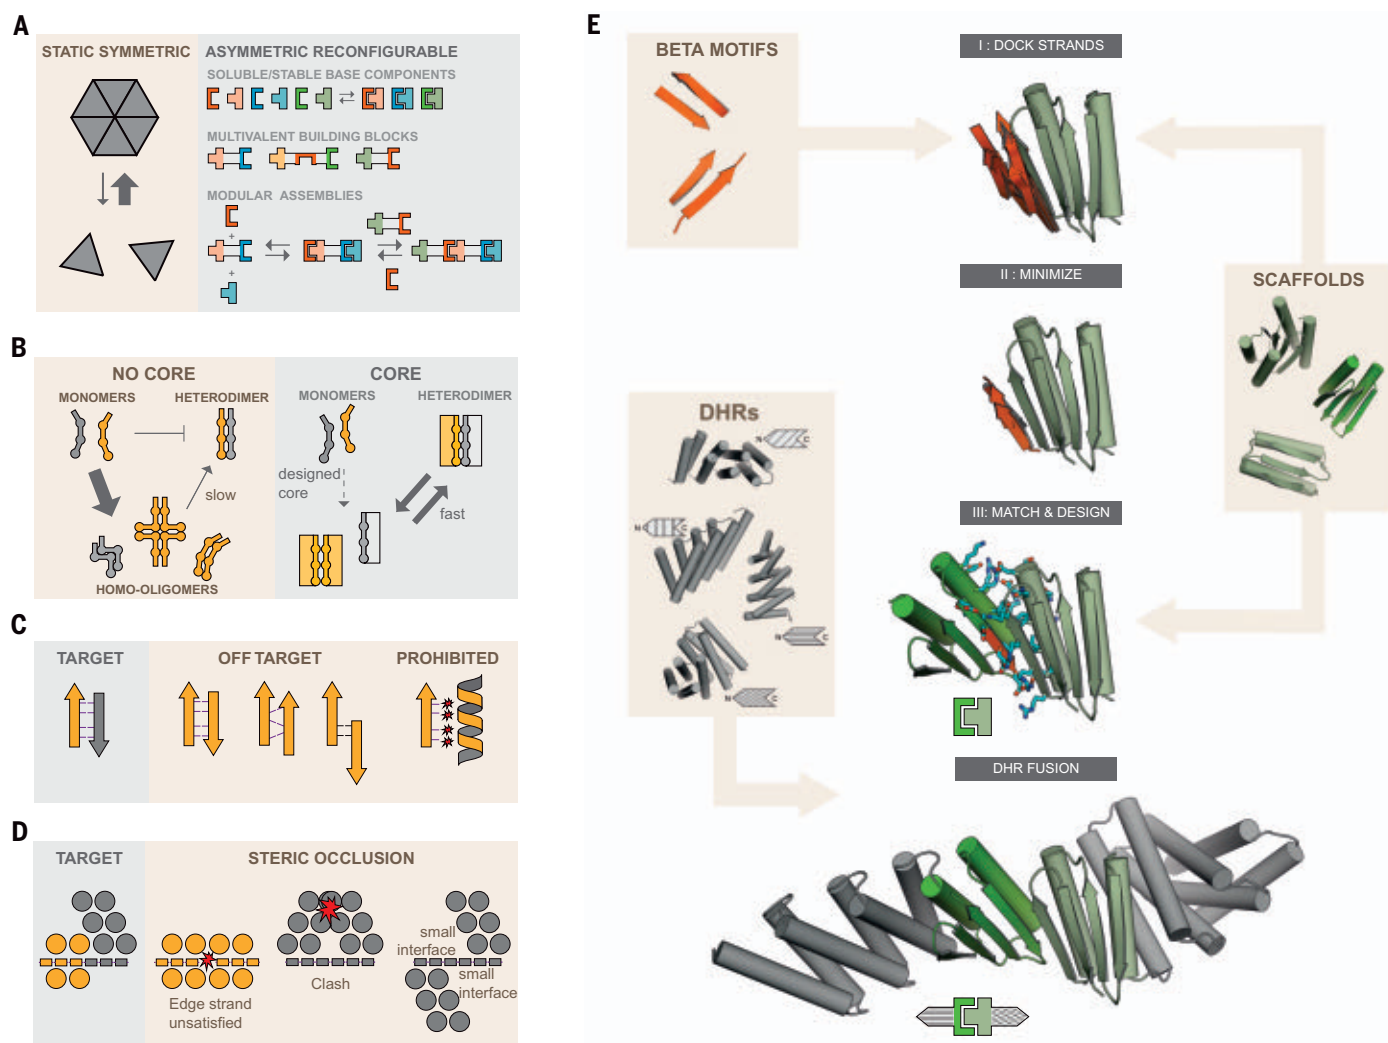 A
STATIC SYMMETRIC
ASYMMETRIC RECONFIGURABLE
SOLUBLE/STABLE BASE COMPONENTS
MULTIVALENT BUILDING BLOCKS
MODULAR ASSEMBLIES
+
+
B
NO CORE
MONOMERS
HETERODIMER
slow
HOMO-OLIGOMERS
CORE
MONOMERS
HETERODIMER
designed
core
fast
C
TARGET
OFF TARGET
PROHIBITED
D
TARGET
STERIC OCCLUSION
Edge strand
unsatisfied
Clash
small
interface
small
interface
E
BETA MOTIFS
I : DOCK STRANDS
II : MINIMIZE
SCAFFOLDS
DHRs
N C
N C
N C
N C
III: MATCH & DESIGN
DHR FUSION